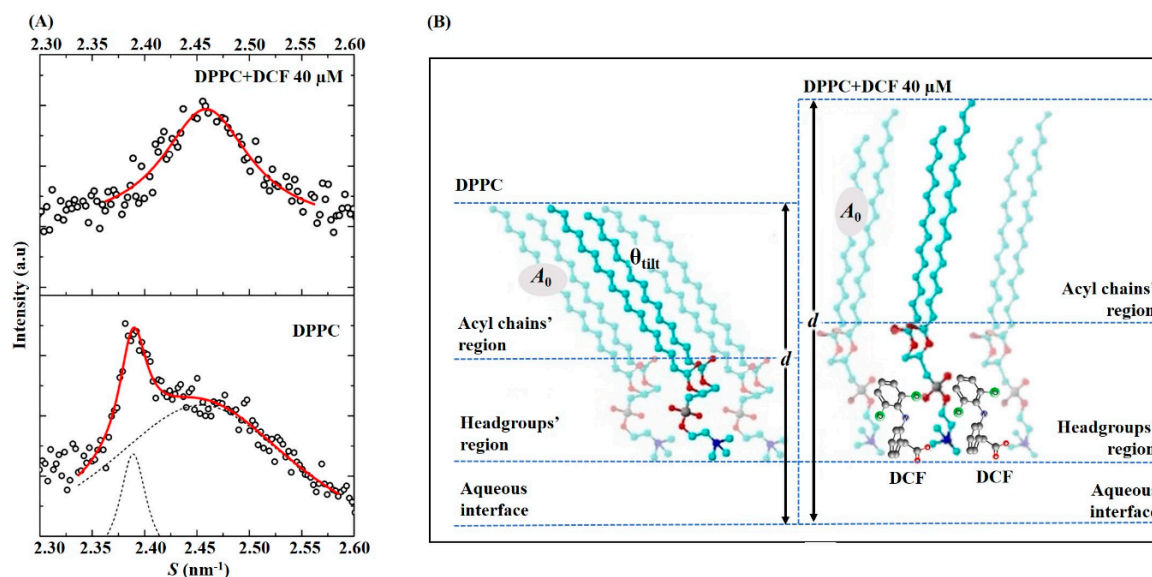 (A)
2.30 2.35 2.40 2.45 2.50 2.55 2.60
DPPC+DCF 40 µM
DPPC
Intensity (a.u)
2.30 2.35 2.40 2.45 2.50 2.55 2.60
S (nm⁻¹)
(B)
DPPC+DCF 40 µM
DPPC
A₀
θtilt
A₀
Acyl chains'
region
d
d
Acyl chains'
region
Headgroups'
region
Headgroups'
region
DCF
DCF
Aqueous
interface
Aqueous
interface